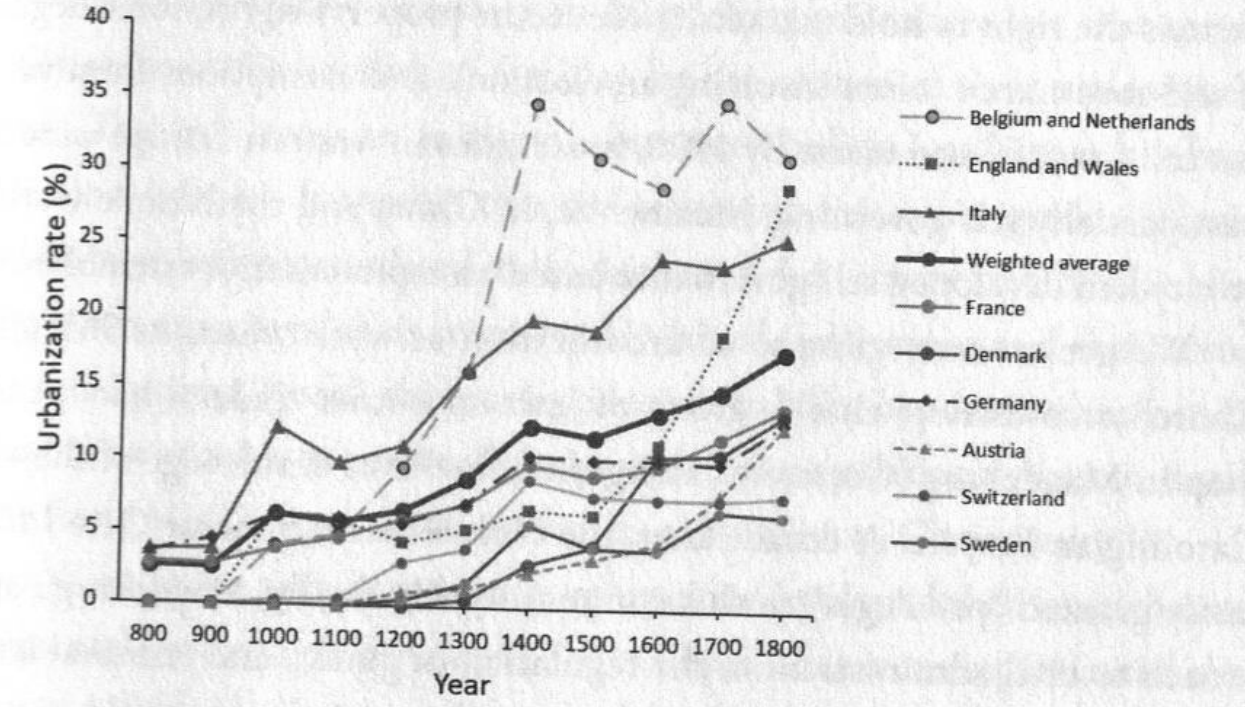 40
35
30
25
20
15
10
5
0
Urbanization rate (%)
800 900 1000 1100 1200 1300 1400 1500 1600 1700 1800
Year
Belgium and Netherlands
England and Wales
Italy
Weighted average
France
Denmark
Germany
Austria
Switzerland
Sweden